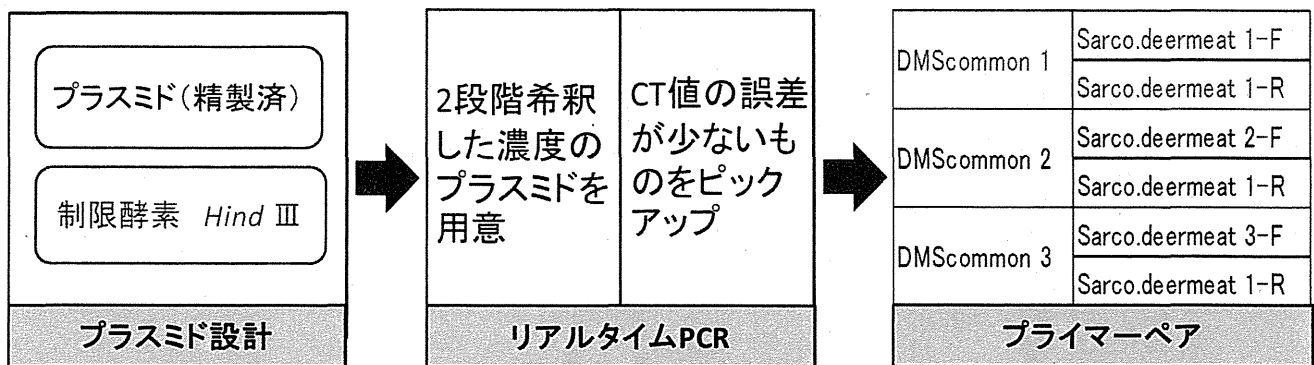 プラスミド（精製済）
制限酵素 Hind Ⅲ
プラスミド設計
2段階希釈
した濃度の
プラスミドを
用意
CT値の誤差
が少ないも
のをピック
アップ
リアルタイムPCR
DMScommon 1
Sarco.deermeat 1-F
Sarco.deermeat 1-R
DMScommon 2
Sarco.deermeat 2-F
Sarco.deermeat 1-R
DMScommon 3
Sarco.deermeat 3-F
Sarco.deermeat 1-R
プライマーペア